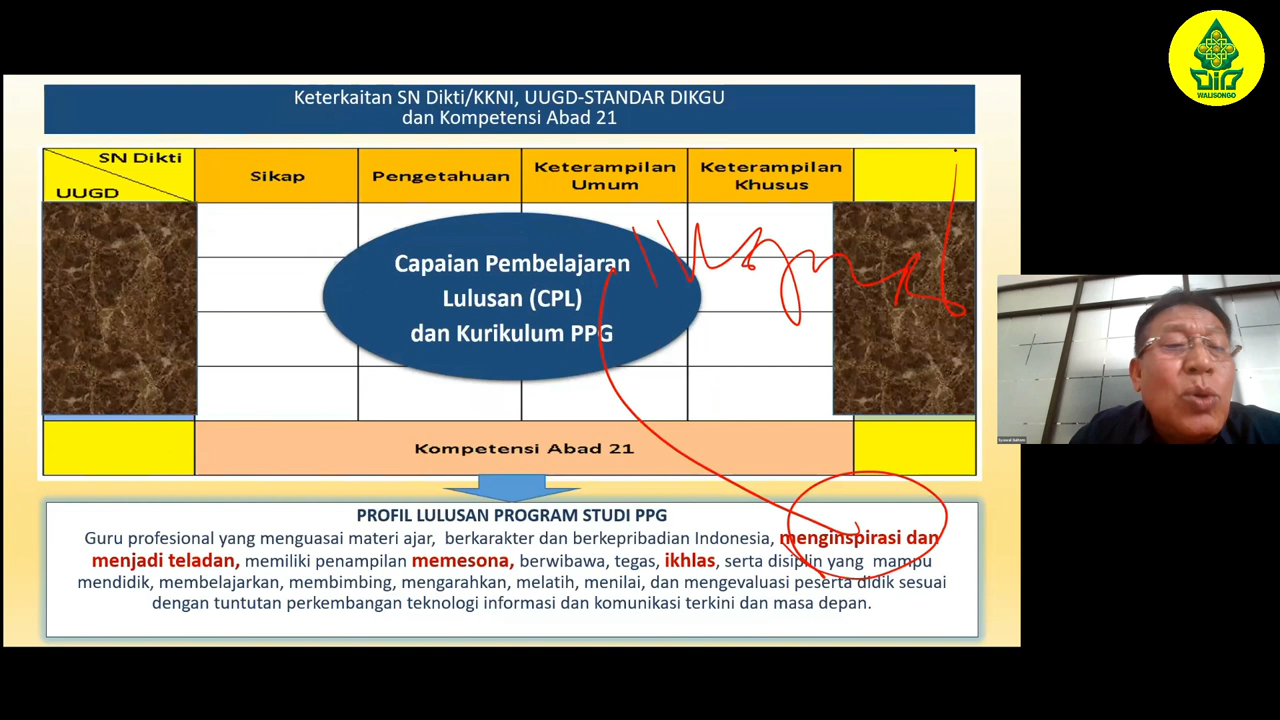 WALISONGO
Keterkaitan SN Dikti/KKNI, UUGD-STANDAR DIKGU
dan Kompetensi Abad 21
SN Dikti
UUGD
Sikap
Pengetahuan
Keterampilan
Umum
Keterampilan
Khusus
Capaian Pembelajaran
Lulusan (CPL)
dan Kurikulum PPG
Kompetensi Abad 21
PROFIL LULUSAN PROGRAM STUDI PPG
Guru profesional yang menguasai materi ajar, berkarakter dan berkepribadian Indonesia, menginspirasi dan
menjadi teladan, memiliki penampilan memesona, berwibawa, tegas, ikhlas, serta disiplin yang mampu
mendidik, membelajarkan, membimbing, mengarahkan, melatih, menilai, dan mengevaluasi peserta didik sesuai
dengan tuntutan perkembangan teknologi informasi dan komunikasi terkini dan masa depan.